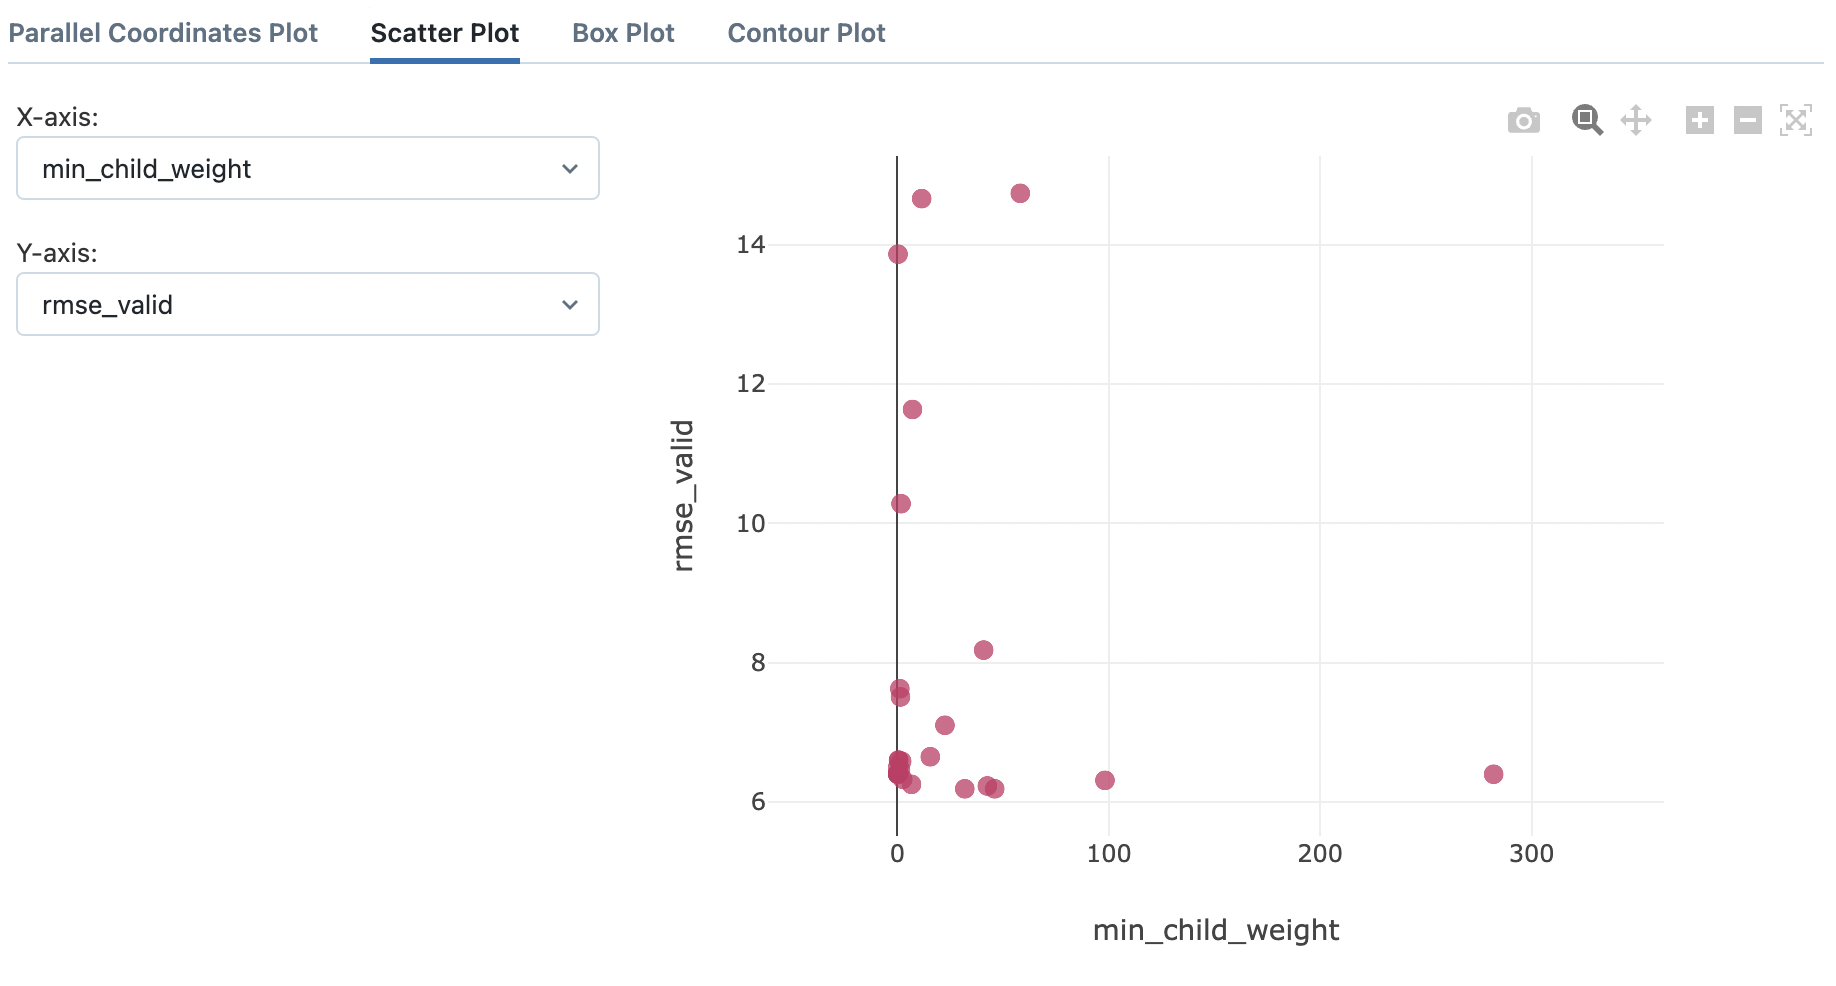 Parallel Coordinates Plot Scatter Plot Box Plot Contour Plot
X-axis:
min_child_weight
Y-axis:
rmse_valid
14
12
10
8
6
rmse_valid
0 100 200 300
min_child_weight